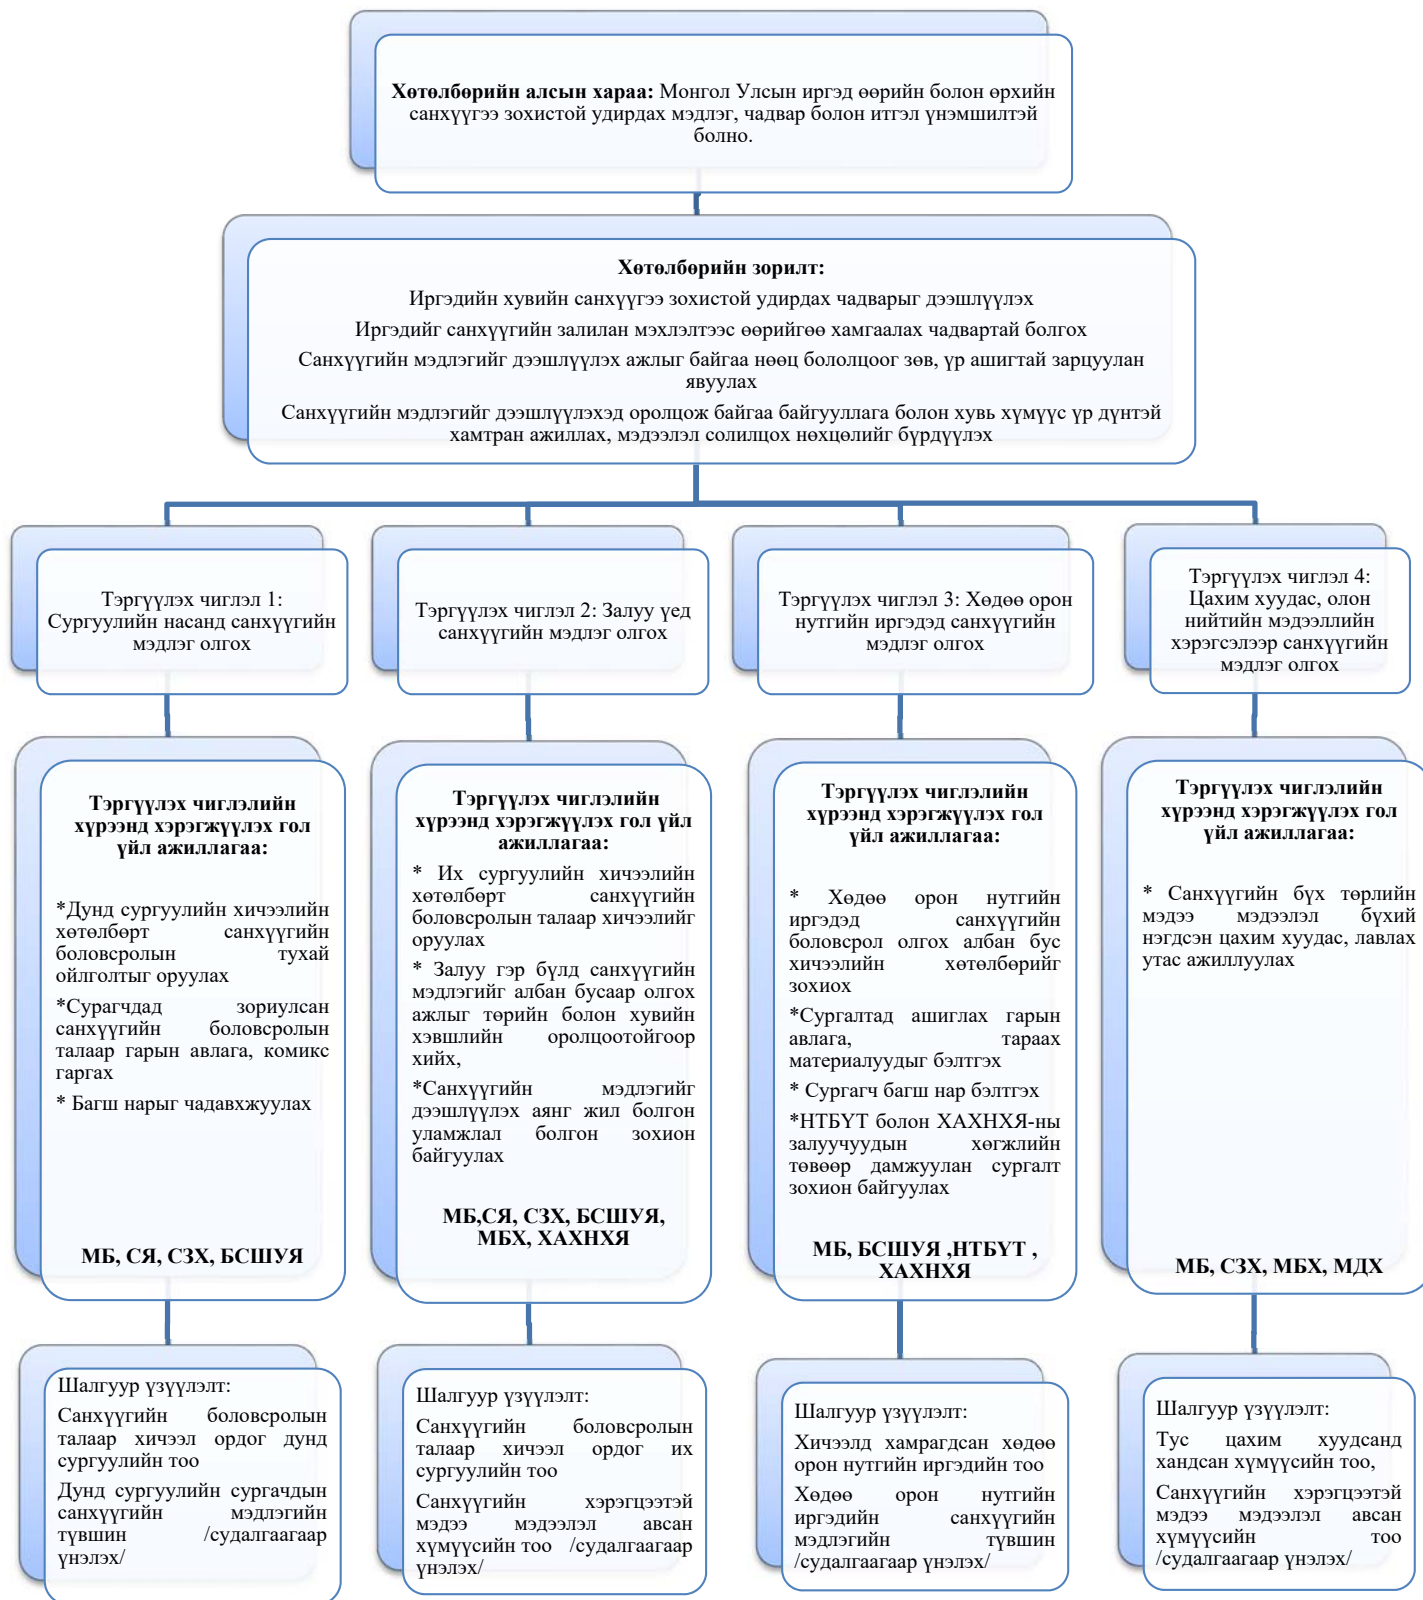 Хөтөлбөрийн алсын хараа: Монгол Улсын иргэд өөрийн болон өрхийн
санхүүгээ зохистой удирдах мэдлэг, чадвар болон итгэл үнэмшилтэй
болно.
Хөтөлбөрийн зорилт:
Иргэдийн хувийн санхүүгээ зохистой удирдах чадварыг дээшлүүлэх
Иргэдийг санхүүгийн залилан мэхлэлтээс өөрийгөө хамгаалах чадвартай болгох
Санхүүгийн мэдлэгийг дээшлүүлэх ажлыг байгаа нөөц бололцоог зөв, үр ашигтай зарцуулан
явуулах
Санхүүгийн мэдлэгийг дээшлүүлэхэд оролцож байгаа байгууллага болон хувь хүмүүс үр дүнтэй
хамтран ажиллах, мэдээлэл солилцох нөхцөлийг бүрдүүлэх
Тэргүүлэх чиглэл 1:
Сургуулийн насанд санхүүгийн
мэдлэг олгох
Тэргүүлэх чиглэл 2: Залуу үед
санхүүгийн мэдлэг олгох
Тэргүүлэх чиглэл 3: Хөдөө орон
нутгийн иргэдэд санхүүгийн
мэдлэг олгох
Тэргүүлэх чиглэл 4:
Цахим хуудас, олон
нийтийн мэдээллийн
хэрэгсэлээр санхүүгийн
мэдлэг олгох
Тэргүүлэх чиглэлийн
хүрээнд хэрэгжүүлэх гол
үйл ажиллагаа:
*Дунд сургуулийн хичээлийн
хөтөлбөрт санхүүгийн
боловсролын тухай
ойлголтыг оруулах
*Сурагчдад зориулсан
санхүүгийн боловсролын
талаар гарын авлага, комикс
гаргах
* Багш нарыг чадавхжуулах
МБ, СЯ, СЗХ, БСШУЯ
Тэргүүлэх чиглэлийн
хүрээнд хэрэгжүүлэх гол үйл
ажиллагаа:
* Их сургуулийн хичээлийн
хөтөлбөрт санхүүгийн
боловсролын талаар хичээлийг
оруулах
* Залуу гэр бүлд санхүүгийн
мэдлэгийг албан бусаар олгох
ажлыг төрийн болон хувийн
хэвшлийн оролцоотойгоор
хийх,
*Санхүүгийн мэдлэгийг
дээшлүүлэх аянг жил болгон
уламжлал болгон зохион
байгуулах
МБ,СЯ, СЗХ, БСШУЯ,
МБХ, ХАХНХЯ
Тэргүүлэх чиглэлийн
хүрээнд хэрэгжүүлэх гол
үйл ажиллагаа:
* Хөдөө орон нутгийн
иргэдэд санхүүгийн
боловсрол олгох албан бус
хичээлийн хөтөлбөрийг
зохиох
*Сургалтад ашиглах гарын
авлага, тараах
материалуудыг бэлтгэх
* Сургагч багш нар бэлтгэх
*НТБҮТ болон ХАХНХЯ-ны
залуучуудын хөгжлийн
төвөөр дамжуулан сургалт
зохион байгуулах
МБ, БСШУЯ ,НТБҮТ ,
ХАХНХЯ
Тэргүүлэх чиглэлийн
хүрээнд хэрэгжүүлэх гол
үйл ажиллагаа:
* Санхүүгийн бүх төрлийн
мэдээ мэдээлэл бүхий
нэгдсэн цахим хуудас, лавлах
утас ажиллуулах
МБ, СЗХ, МБХ, МДХ
Шалгуур үзүүлэлт:
Санхүүгийн боловсролын
талаар хичээл ордог дунд
сургуулийн тоо
Дунд сургуулийн сургачдын
санхүүгийн мэдлэгийн
түвшин /судалгаагаар
үнэлэх/
Шалгуур үзүүлэлт:
Санхүүгийн боловсролын
талаар хичээл ордог их
сургуулийн тоо
Санхүүгийн хэрэгцээтэй
мэдээ мэдээлэл авсан
хүмүүсийн тоо /судалгаагаар
үнэлэх/
Шалгуур үзүүлэлт:
Хичээлд хамрагдсан хөдөө
орон нутгийн иргэдийн тоо
Хөдөө орон нутгийн
иргэдийн санхүүгийн
мэдлэгийн түвшин
/судалгаагаар үнэлэх/
Шалгуур үзүүлэлт:
Тус цахим хуудсанд
хандсан хүмүүсийн тоо,
Санхүүгийн хэрэгцээтэй
мэдээ мэдээлэл авсан
хүмүүсийн тоо
/судалгаагаар үнэлэх/